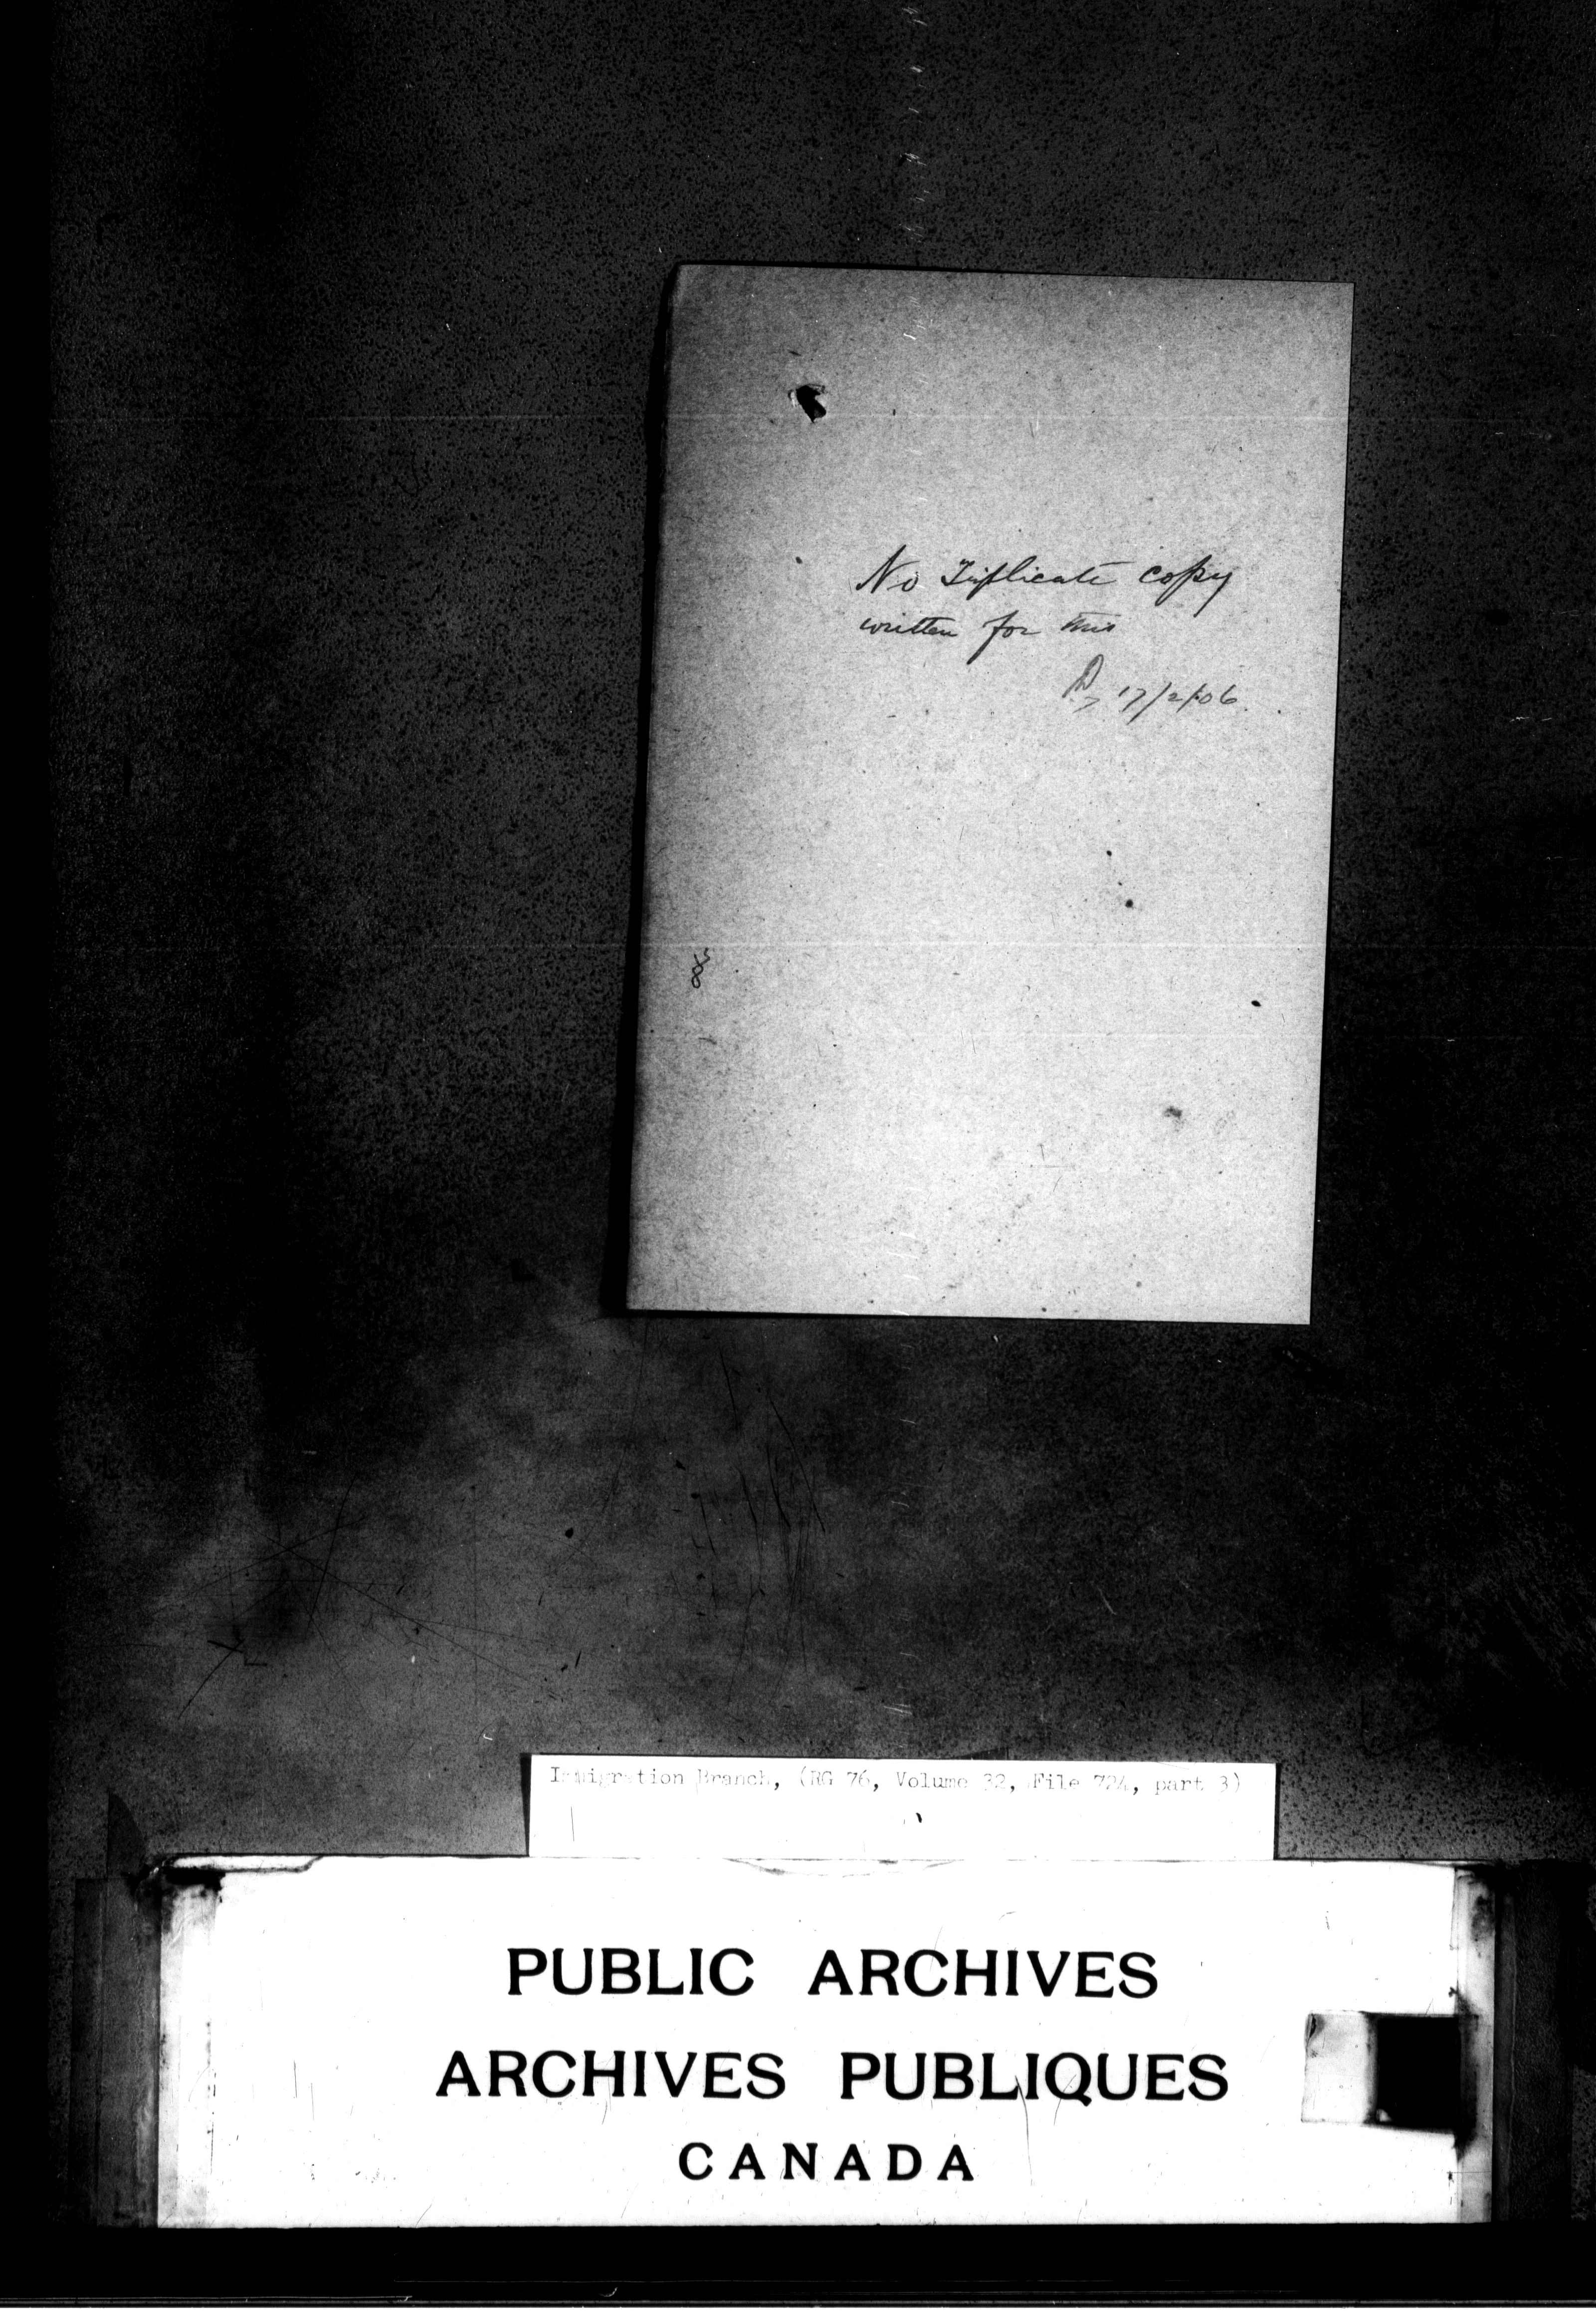 No Triplicate copy
written for this
17/2/06.
Immigration Branch, (RG 76, Volume 32, File 724, part 3)
PUBLIC ARCHIVES
ARCHIVES PUBLIQUES
CANADA